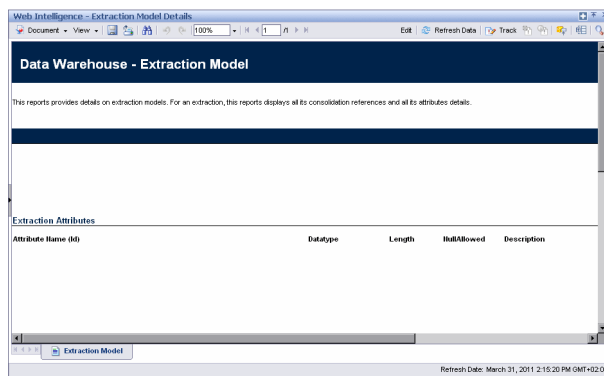 Web Intelligence - Extraction Model Details
Document View 100% 1 /1 Edit Refresh Data Track
Data Warehouse - Extraction Model
This reports provides details on extraction models. For an extraction, this reports displays all its consolidation references and all its attributes details.
Extraction Attributes
Attribute Name (Id) Datatype Length NullAllowed Description
Extraction Model
Refresh Date: March 31, 2011 2:15:20 PM GMT+02:0